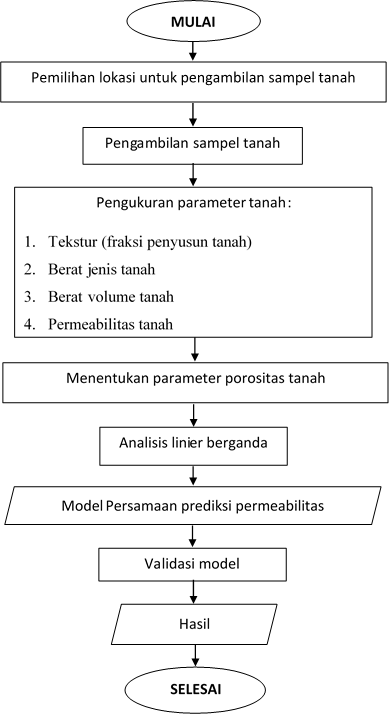 MULAI
Pemilihan lokasi untuk pengambilan sampel tanah
Pengambilan sampel tanah
Pengukuran parameter tanah:
1. Tekstur (fraksi penyusun tanah)
2. Berat jenis tanah
3. Berat volume tanah
4. Permeabilitas tanah
Menentukan parameter porositas tanah
Analisis linier berganda
Model Persamaan prediksi permeabilitas
Validasi model
Hasil
SELESAI